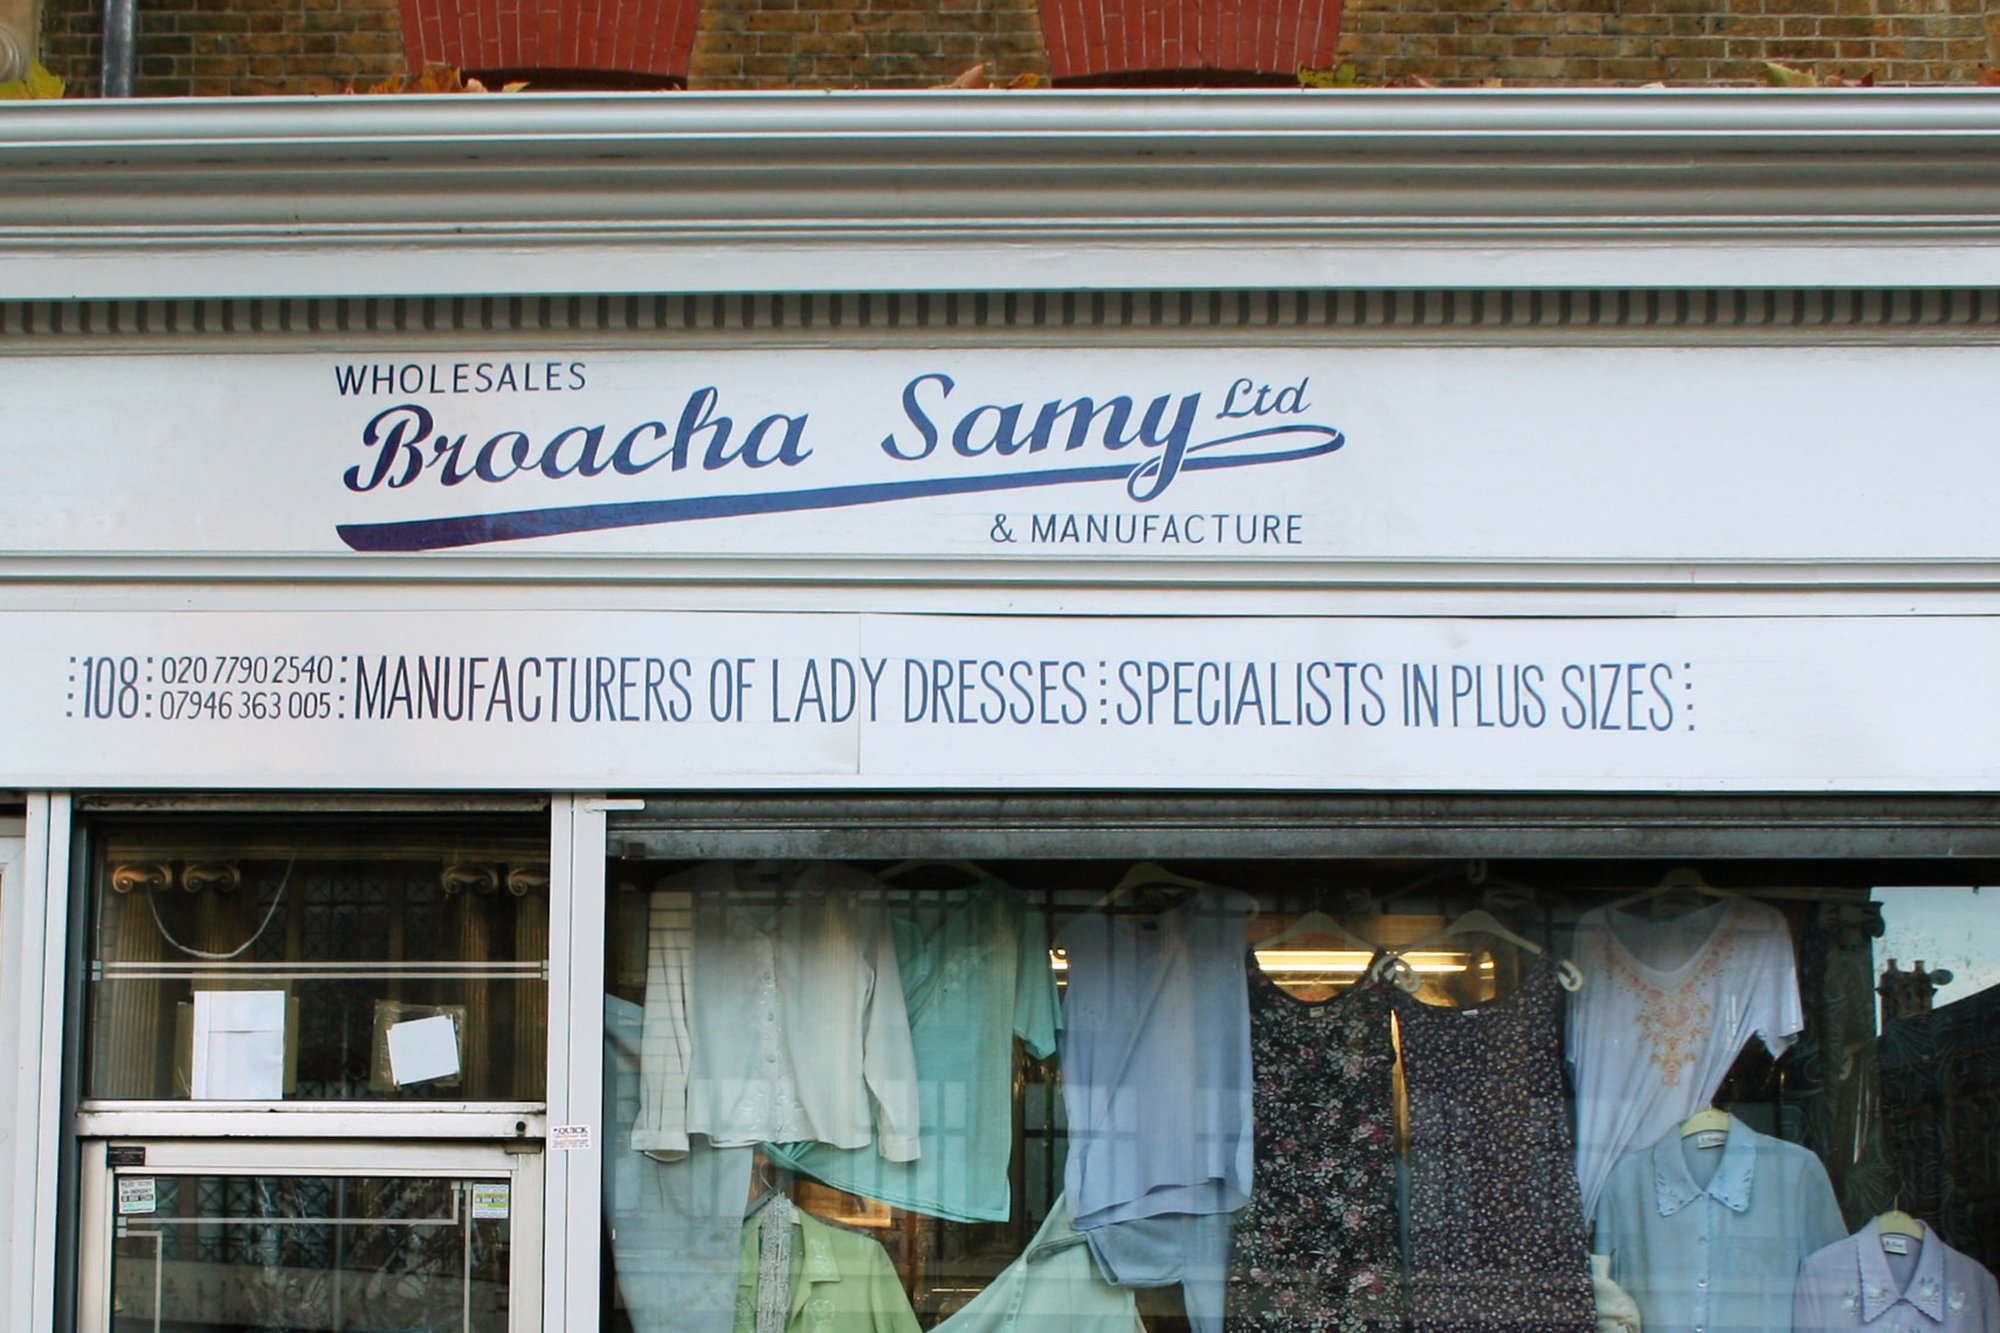 WHOLESALES
Broacha Samy Ltd
& MANUFACTURE
108
020 7790 2540
07946 363 005
MANUFACTURERS OF LADY DRESSES SPECIALISTS IN PLUS SIZES
QUICK